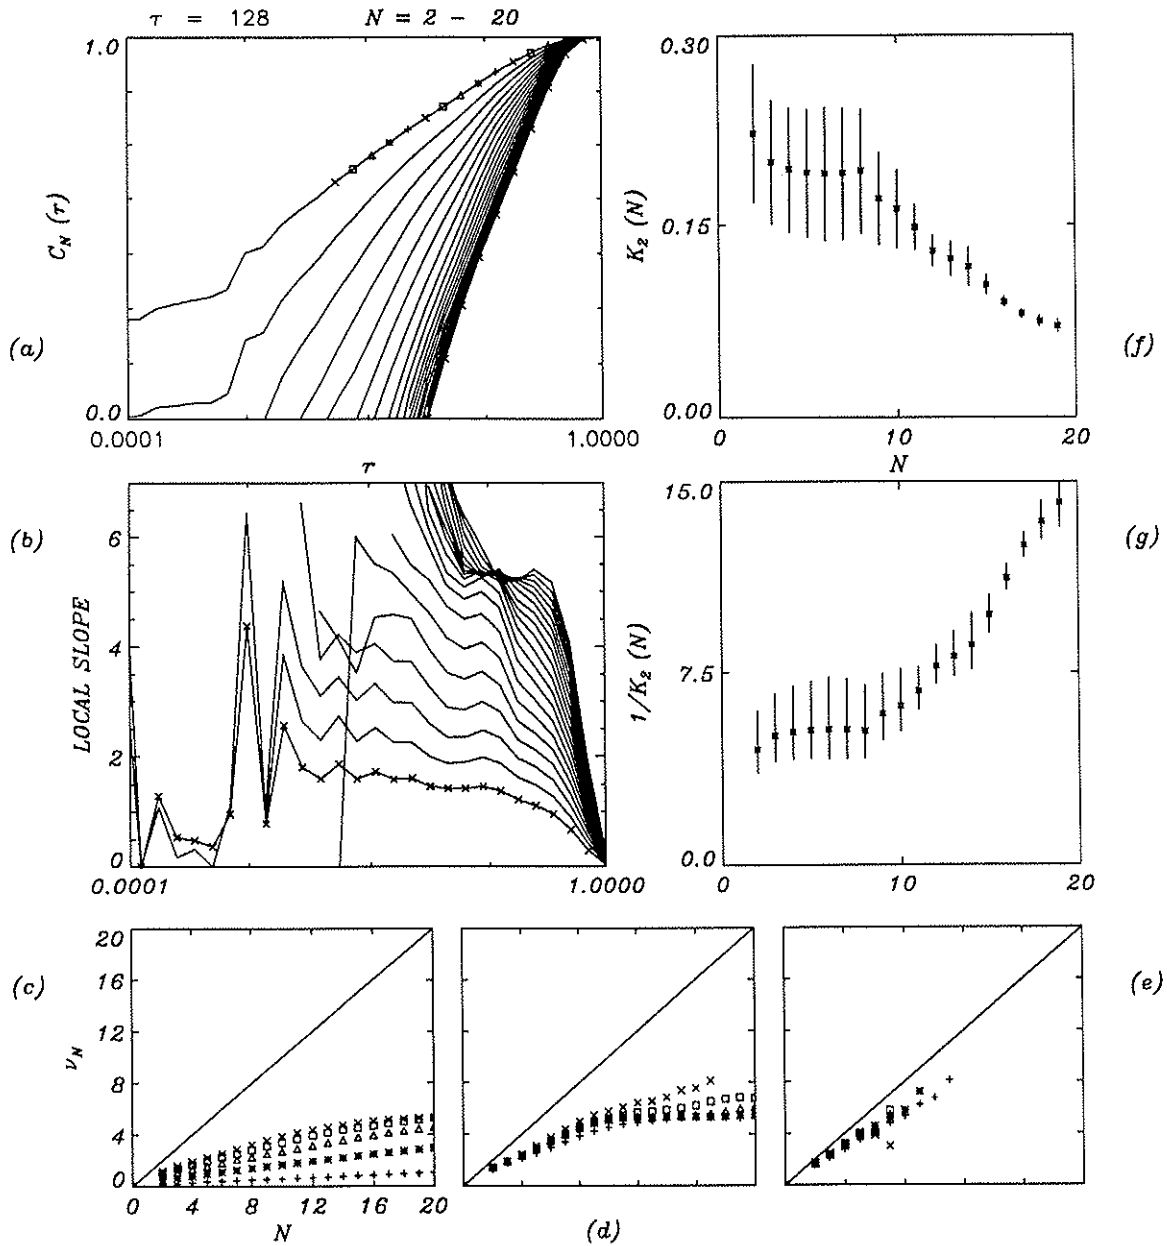 τ = 128 N = 2 - 20
1.0
C_N (r)
0.0
0.0001 1.0000
r
(a)
0.30
K_2 (N)
0.15
0.00
0 10 20
N
(f)
6
4
2
0
LOCAL SLOPE
0.0001 1.0000
(b)
15.0
1/K_2 (N)
7.5
0.0
0 10 20
(g)
20
16
12
8
4
0
ν_N
0 4 8 12 16 20
N
(c)
(d)
(e)